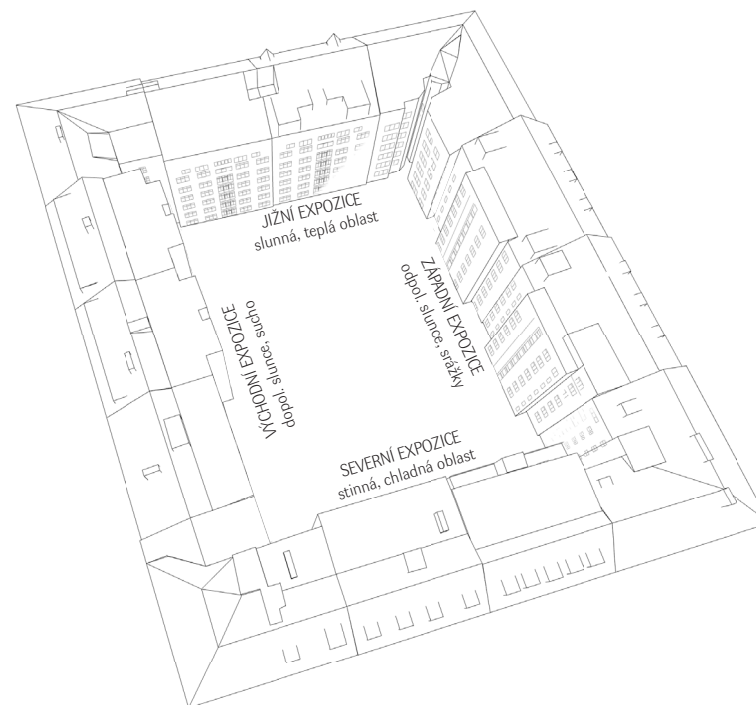 JIŽNÍ EXPOZICE
slunná, teplá oblast
ZÁPADNÍ EXPOZICE
odpol. slunce, srážky
VÝCHODNÍ EXPOZICE
dopol. slunce, sucho
SEVERNÍ EXPOZICE
stinná, chladná oblast